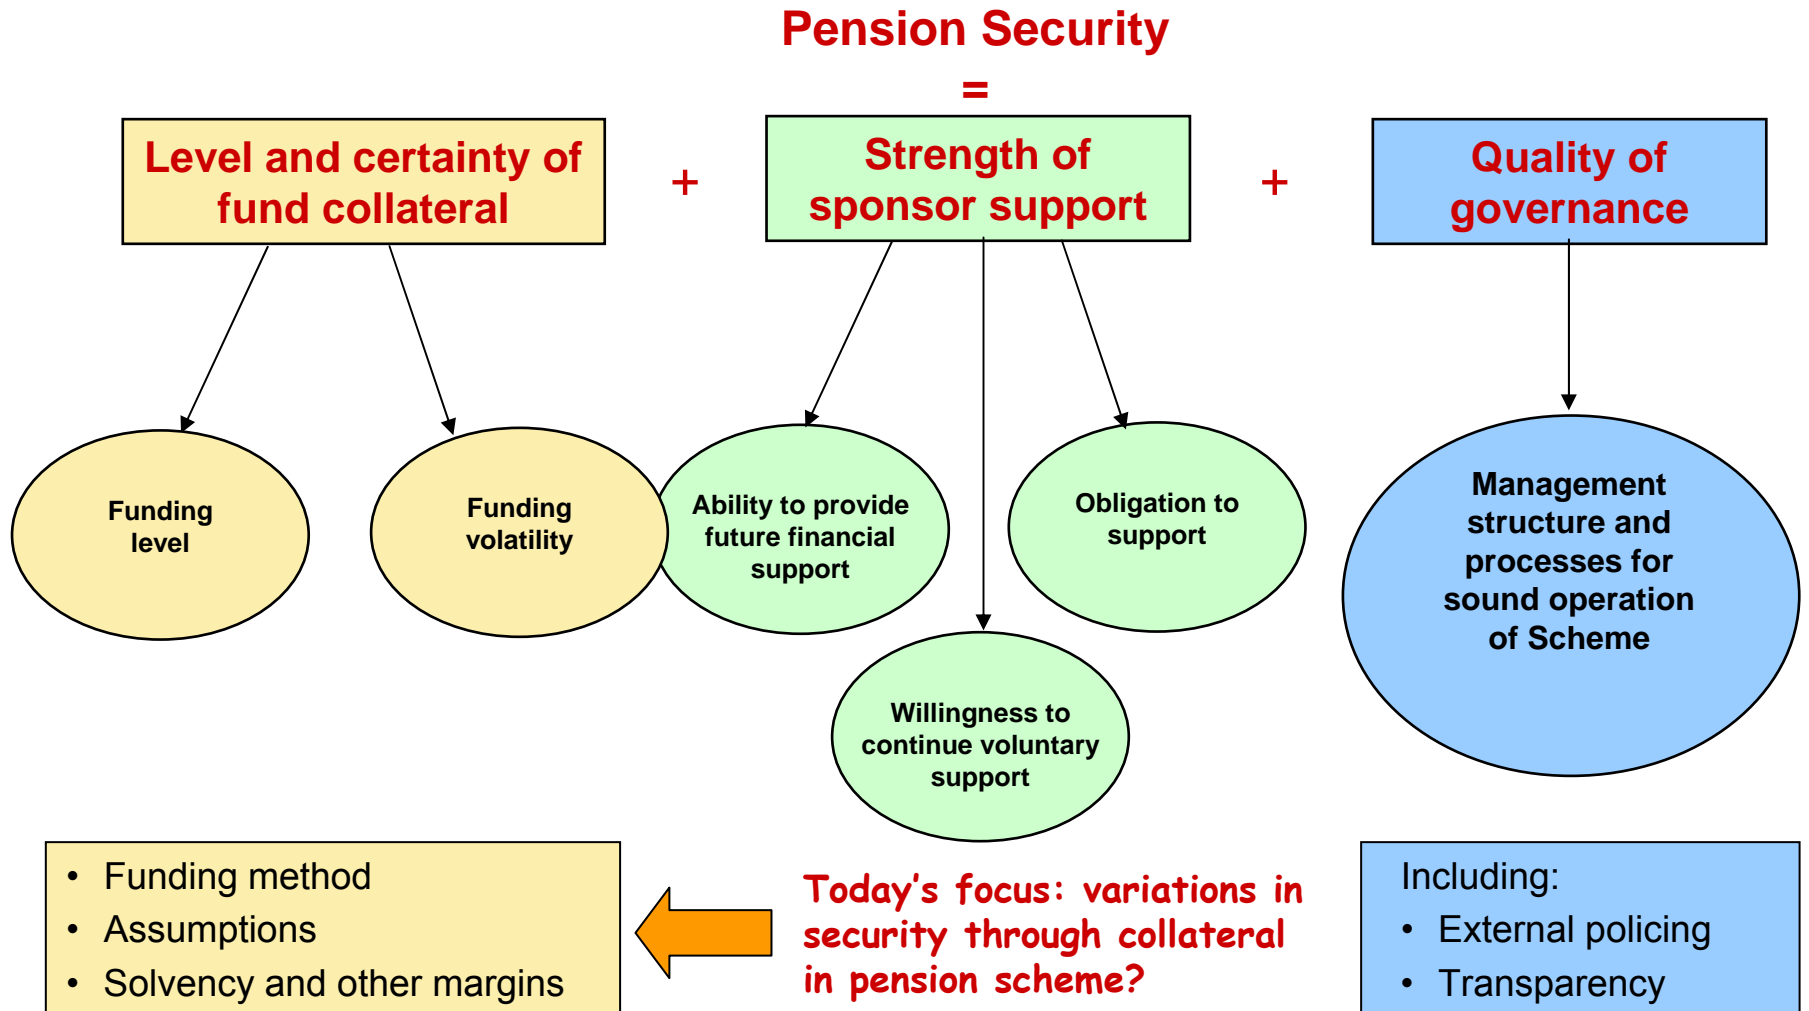 Pension Security
=
Level and certainty of
fund collateral
+
Strength of
sponsor support
+
Quality of
governance
Funding
level
Funding
volatility
Ability to provide
future financial
support
Obligation to
support
Willingness to
continue voluntary
support
Management
structure and
processes for
sound operation
of Scheme
• Funding method
• Assumptions
• Solvency and other margins
Today's focus: variations in
security through collateral
in pension scheme?
Including:
• External policing
• Transparency